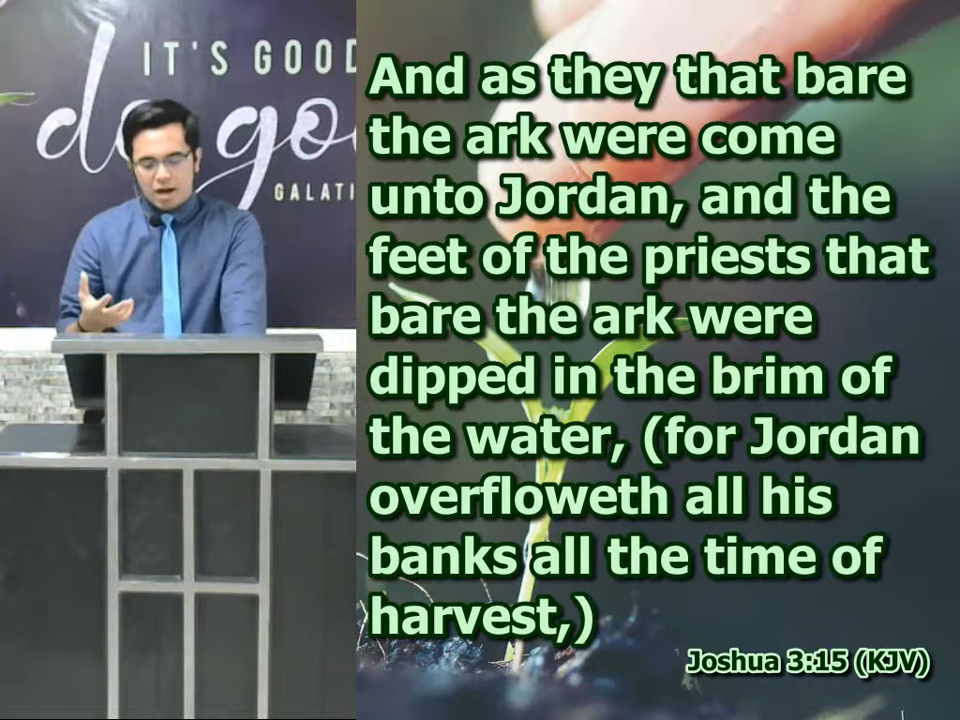 IT'S GOOD
do go
GALATI
And as they that bare
the ark were come
unto Jordan, and the
feet of the priests that
bare the ark were
dipped in the brim of
the water, (for Jordan
overfloweth all his
banks all the time of
harvest,)
Joshua 3:15 (KJV)